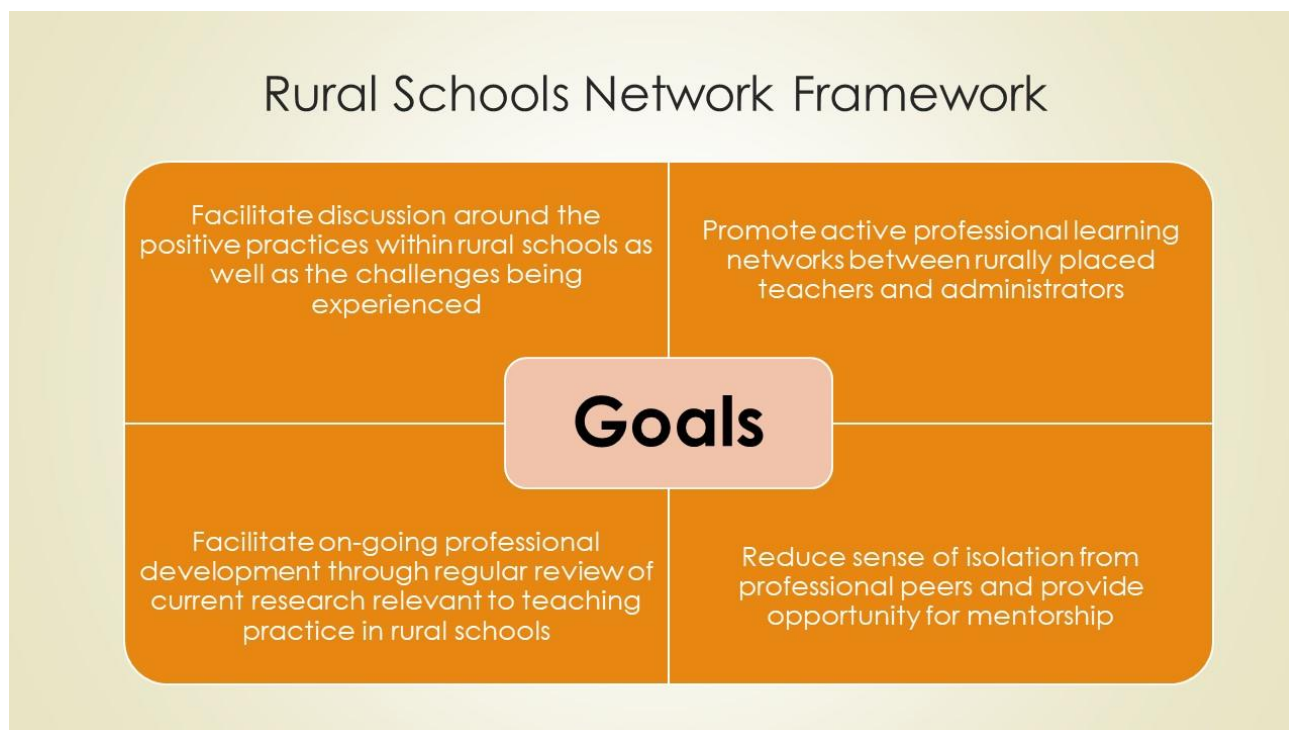 Rural Schools Network Framework
Facilitate discussion around the
positive practices within rural schools as
well as the challenges being
experienced
Promote active professional learning
networks between rurally placed
teachers and administrators
Goals
Facilitate on-going professional
development through regular review of
current research relevant to teaching
practice in rural schools
Reduce sense of isolation from
professional peers and provide
opportunity for mentorship